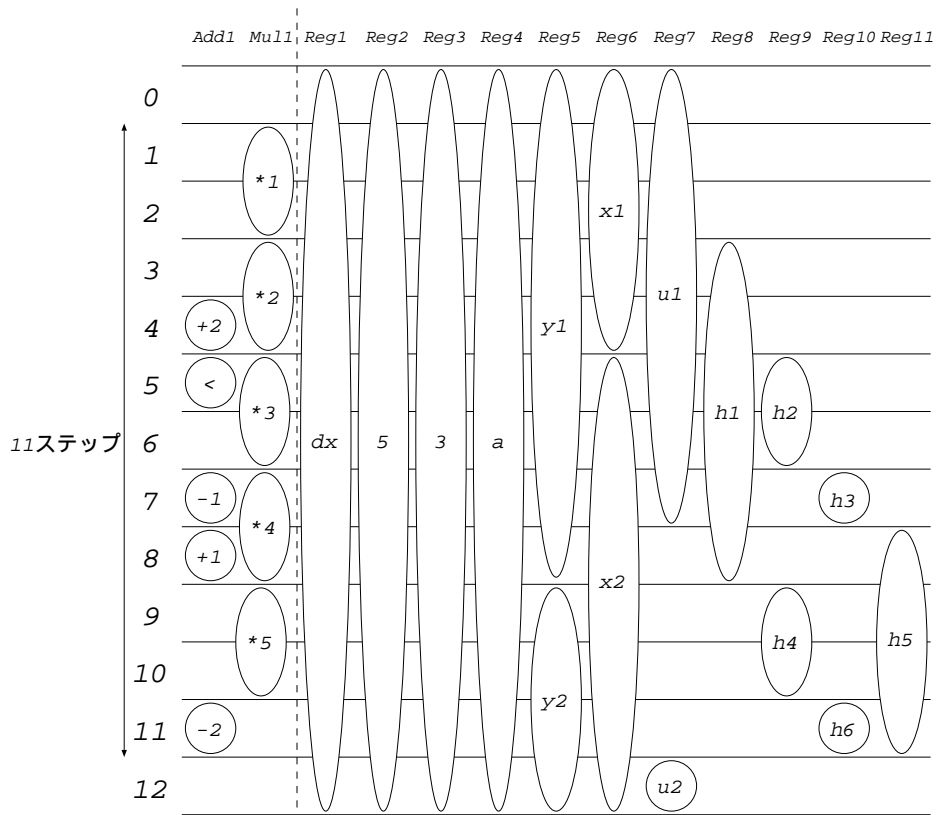 Add1 Mul1 Reg1 Reg2 Reg3 Reg4 Reg5 Reg6 Reg7 Reg8 Reg9 Reg10 Reg11
0
1
*1
2
x1
3
*2
u1
4
+2
y1
5
<
*3
h1
h2
11ステップ
6
dx
5
3
a
7
-1
*4
h3
8
+1
x2
9
*5
h4
h5
10
y2
11
-2
h6
12
u2